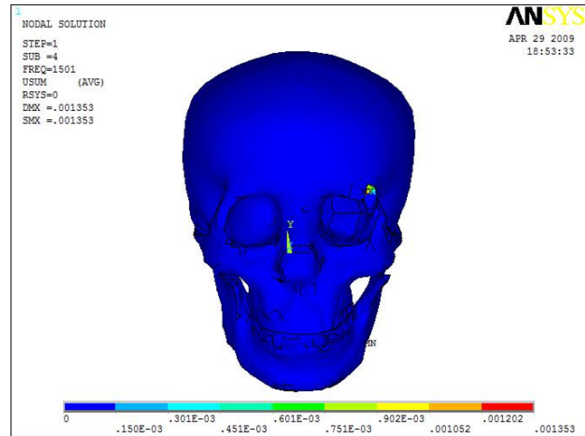 1
NODAL SOLUTION
STEP=1
SUB =4
FREQ=1501
USUM (AVG)
RSYS=0
DMX =.001353
SMX =.001353
ANSYS
APR 29 2009
18:53:33
Y
MN
0 .150E-03 .301E-03 .451E-03 .601E-03 .751E-03 .902E-03 .001052 .001202 .001353